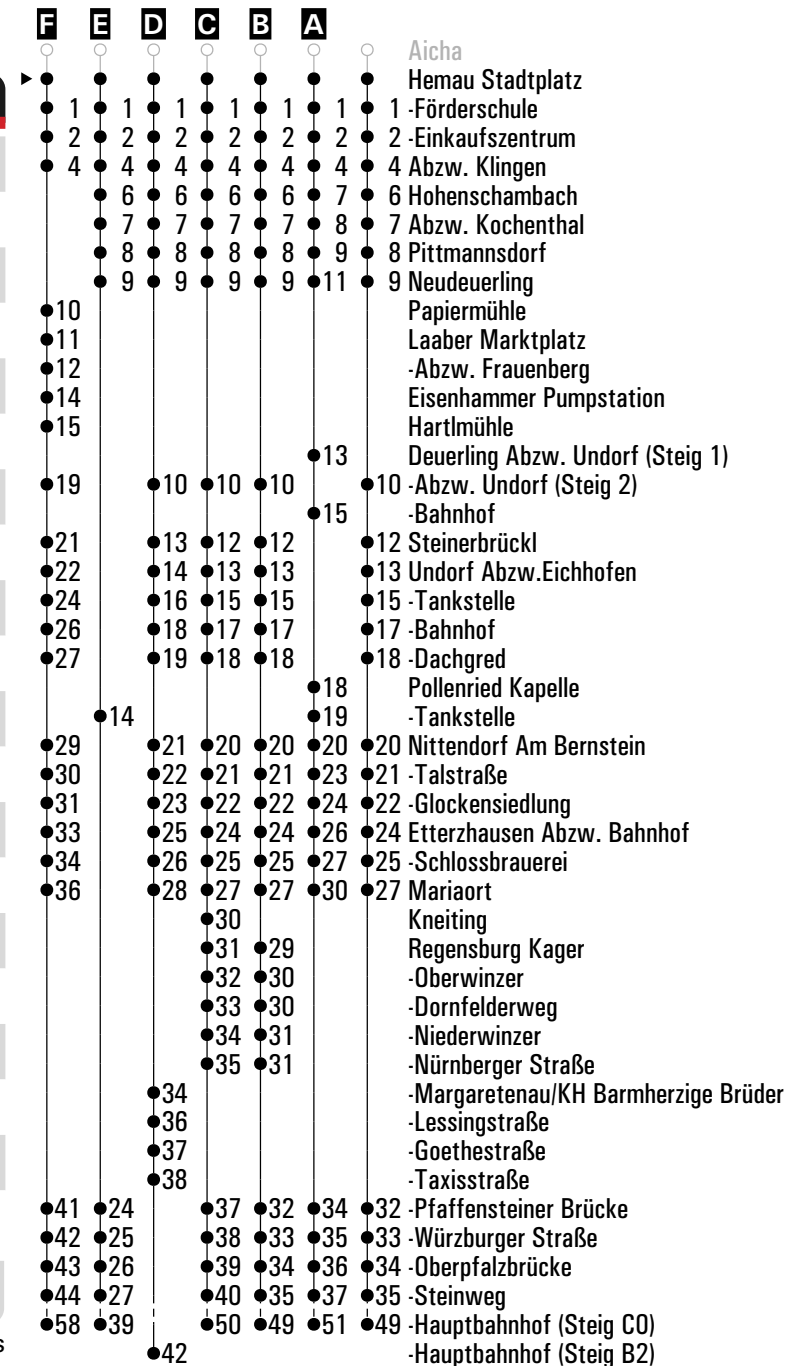 F E D C B A
Aicha
Hemau Stadtplatz
1 1 1 1 1 1 1 -Förderschule
2 2 2 2 2 2 2 -Einkaufszentrum
4 4 4 4 4 4 4 Abzw. Klingen
6 6 6 6 7 6 Hohenschambach
7 7 7 7 8 7 Abzw. Kochenthal
8 8 8 8 9 8 Pittmannsdorf
9 9 9 9 11 9 Neudeuerling
10 Papiermühle
11 Laaber Marktplatz
12 -Abzw. Frauenberg
14 Eisenhammer Pumpstation
15 Hartlmühle
13 Deuerling Abzw. Undorf (Steig 1)
19 10 10 10 10 -Abzw. Undorf (Steig 2)
15 -Bahnhof
21 13 12 12 12 Steinerbrückl
22 14 13 13 13 Undorf Abzw.Eichhofen
24 16 15 15 15 -Tankstelle
26 18 17 17 17 -Bahnhof
27 19 18 18 18 -Dachgred
18 Pollenried Kapelle
14 19 -Tankstelle
29 21 20 20 20 20 Nittendorf Am Bernstein
30 22 21 21 23 21 -Talstraße
31 23 22 22 24 22 -Glockensiedlung
33 25 24 24 26 24 Etterzhausen Abzw. Bahnhof
34 26 25 25 27 25 -Schlossbrauerei
36 28 27 27 30 27 Mariaort
30 Kneiting
31 29 Regensburg Kager
32 30 -Oberwinzer
33 30 -Dornfelderweg
34 31 -Niederwinzer
35 31 -Nürnberger Straße
34 -Margaretenau/KH Barmherzige Brüder
36 -Lessingstraße
37 -Goethestraße
38 -Taxisstraße
41 24 37 32 34 32 -Pfaffensteiner Brücke
42 25 38 33 35 33 -Würzburger Straße
43 26 39 34 36 34 -Oberpfalzbrücke
44 27 40 35 37 35 -Steinweg
58 39 50 49 51 49 -Hauptbahnhof (Steig C0)
s
42 -Hauptbahnhof (Steig B2)